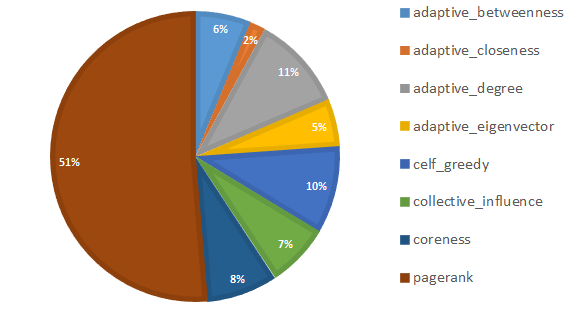 6%
2%
11%
5%
10%
7%
8%
51%
adaptive_betweenness
adaptive_closeness
adaptive_degree
adaptive_eigenvector
celf_greedy
collective_influence
coreness
pagerank